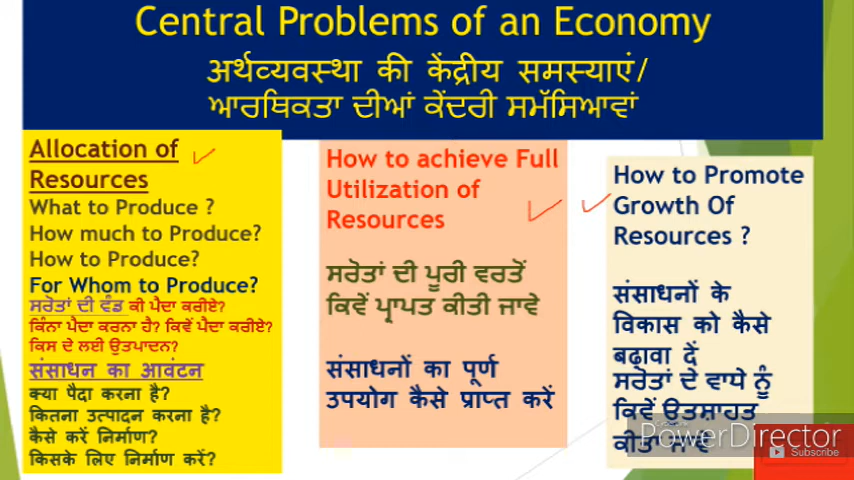 Central Problems of an Economy
अर्थव्यवस्था की केंद्रीय समस्याएं/
ਆਰਥਿਕਤਾ ਦੀਆਂ ਕੇਂਦਰੀ ਸਮੱਸਿਆਵਾਂ
Allocation of
Resources
What to Produce ?
How much to Produce?
How to Produce?
For Whom to Produce?
ਸਰੋਤਾਂ ਦੀ ਵੰਡ ਕੀ ਪੈਦਾ ਕਰੀਏ?
ਕਿੰਨਾ ਪੈਦਾ ਕਰਨਾ ਹੈ? ਕਿਵੇਂ ਪੈਦਾ ਕਰੀਏ?
ਕਿਸ ਦੇ ਲਈ ਉਤਪਾਦਨ?
संसाधन का आवंटन
क्या पैदा करना है?
कितना उत्पादन करना है?
कैसे करें निर्माण?
किसके लिए निर्माण करें?
How to achieve Full
Utilization of
Resources
ਸਰੋਤਾਂ ਦੀ ਪੂਰੀ ਵਰਤੋਂ
ਕਿਵੇਂ ਪ੍ਰਾਪਤ ਕੀਤੀ ਜਾਵੇ
संसाधनों का पूर्ण
उपयोग कैसे प्राप्त करें
How to Promote
Growth Of
Resources ?
संसाधनों के
विकास को कैसे
बढ़ावा दें
ਸਰੋਤਾਂ ਦੇ ਵਾਧੇ ਨੂੰ
ਕਿਵੇਂ ਉਤਸ਼ਾਹਤ
ਕੀਤਾ
PowerDirector
Subscribe